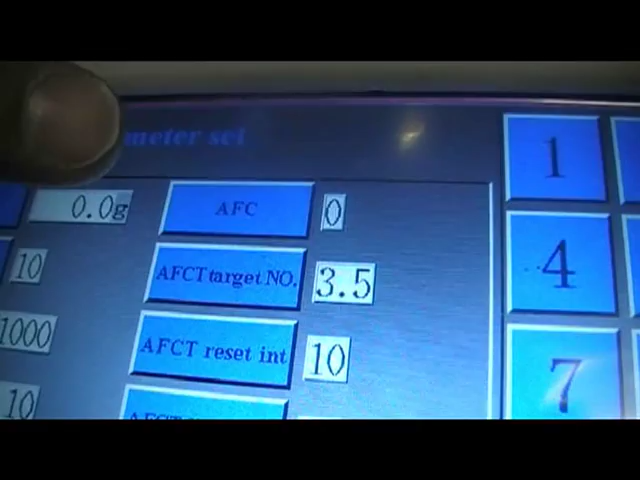 meter set
0.0g
AFC
0
1
10
AFCT target NO.
3.5
4
1000
AFCT reset int
10
7
10